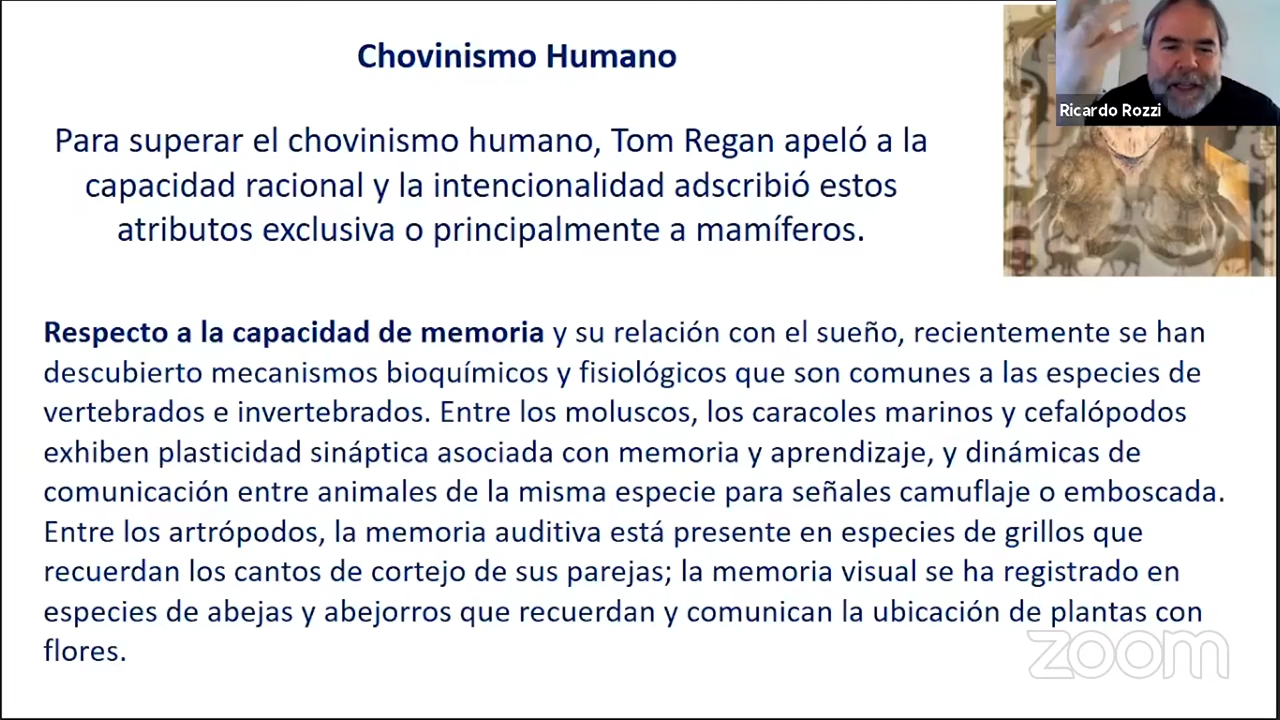 Chovinismo Humano
Ricardo Rozzi
Para superar el chovinismo humano, Tom Regan apeló a la
capacidad racional y la intencionalidad adscribió estos
atributos exclusiva o principalmente a mamíferos.
Respecto a la capacidad de memoria y su relación con el sueño, recientemente se han
descubierto mecanismos bioquímicos y fisiológicos que son comunes a las especies de
vertebrados e invertebrados. Entre los moluscos, los caracoles marinos y cefalópodos
exhiben plasticidad sináptica asociada con memoria y aprendizaje, y dinámicas de
comunicación entre animales de la misma especie para señales camuflaje o emboscada.
Entre los artrópodos, la memoria auditiva está presente en especies de grillos que
recuerdan los cantos de cortejo de sus parejas; la memoria visual se ha registrado en
especies de abejas y abejorros que recuerdan y comunican la ubicación de plantas con
flores.
zoom